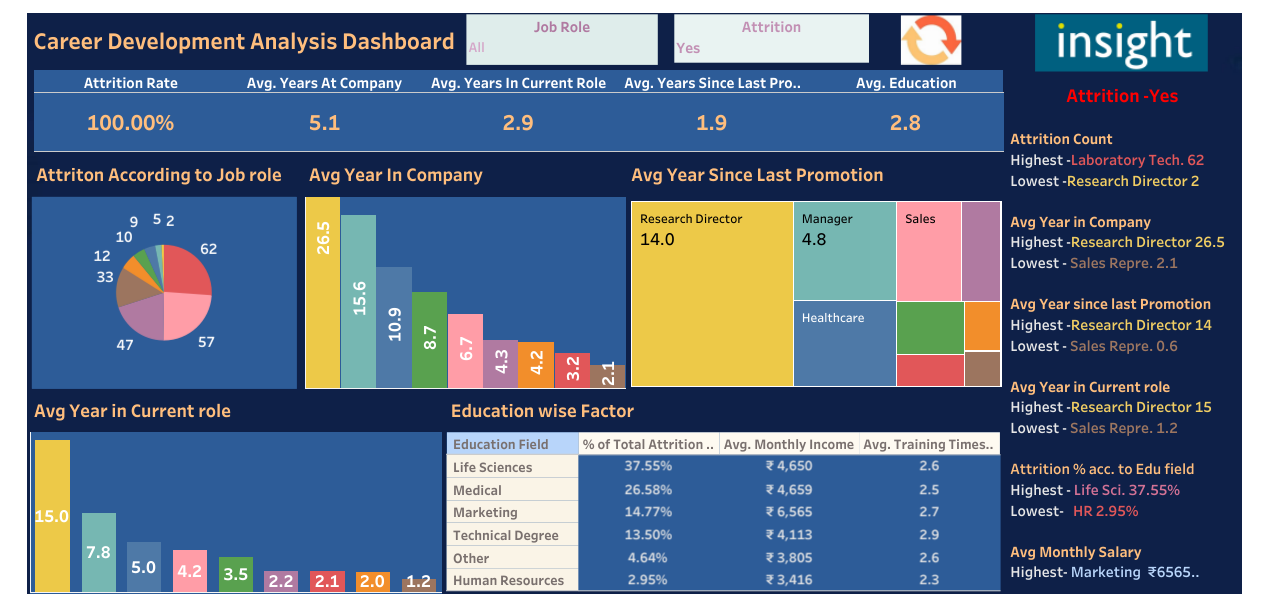 Career Development Analysis Dashboard
Job Role
All
Attrition
Yes
insight
Attrition Rate Avg. Years At Company Avg. Years In Current Role Avg. Years Since Last Pro.. Avg. Education
100.00% 5.1 2.9 1.9 2.8
Attriton According to Job role
9 5 2
10
12
33
62
47
57
Avg Year In Company
26.5
15.6
10.9
8.7
6.7
4.3
4.2
3.2
2.1
Avg Year Since Last Promotion
Research Director
14.0
Manager
4.8
Sales
Healthcare
Avg Year in Current role
15.0
7.8
5.0
4.2
3.5
2.2
2.1
2.0
1.2
Education wise Factor
Education Field % of Total Attrition .. Avg. Monthly Income Avg. Training Times..
Life Sciences 37.55% ₹ 4,650 2.6
Medical 26.58% ₹ 4,659 2.5
Marketing 14.77% ₹ 6,565 2.7
Technical Degree 13.50% ₹ 4,113 2.9
Other 4.64% ₹ 3,805 2.6
Human Resources 2.95% ₹ 3,416 2.3
Attrition -Yes
Attrition Count
Highest -Laboratory Tech. 62
Lowest -Research Director 2
Avg Year in Company
Highest -Research Director 26.5
Lowest - Sales Repre. 2.1
Avg Year since last Promotion
Highest -Research Director 14
Lowest - Sales Repre. 0.6
Avg Year in Current role
Highest -Research Director 15
Lowest - Sales Repre. 1.2
Attrition % acc. to Edu field
Highest - Life Sci. 37.55%
Lowest- HR 2.95%
Avg Monthly Salary
Highest- Marketing ₹6565..